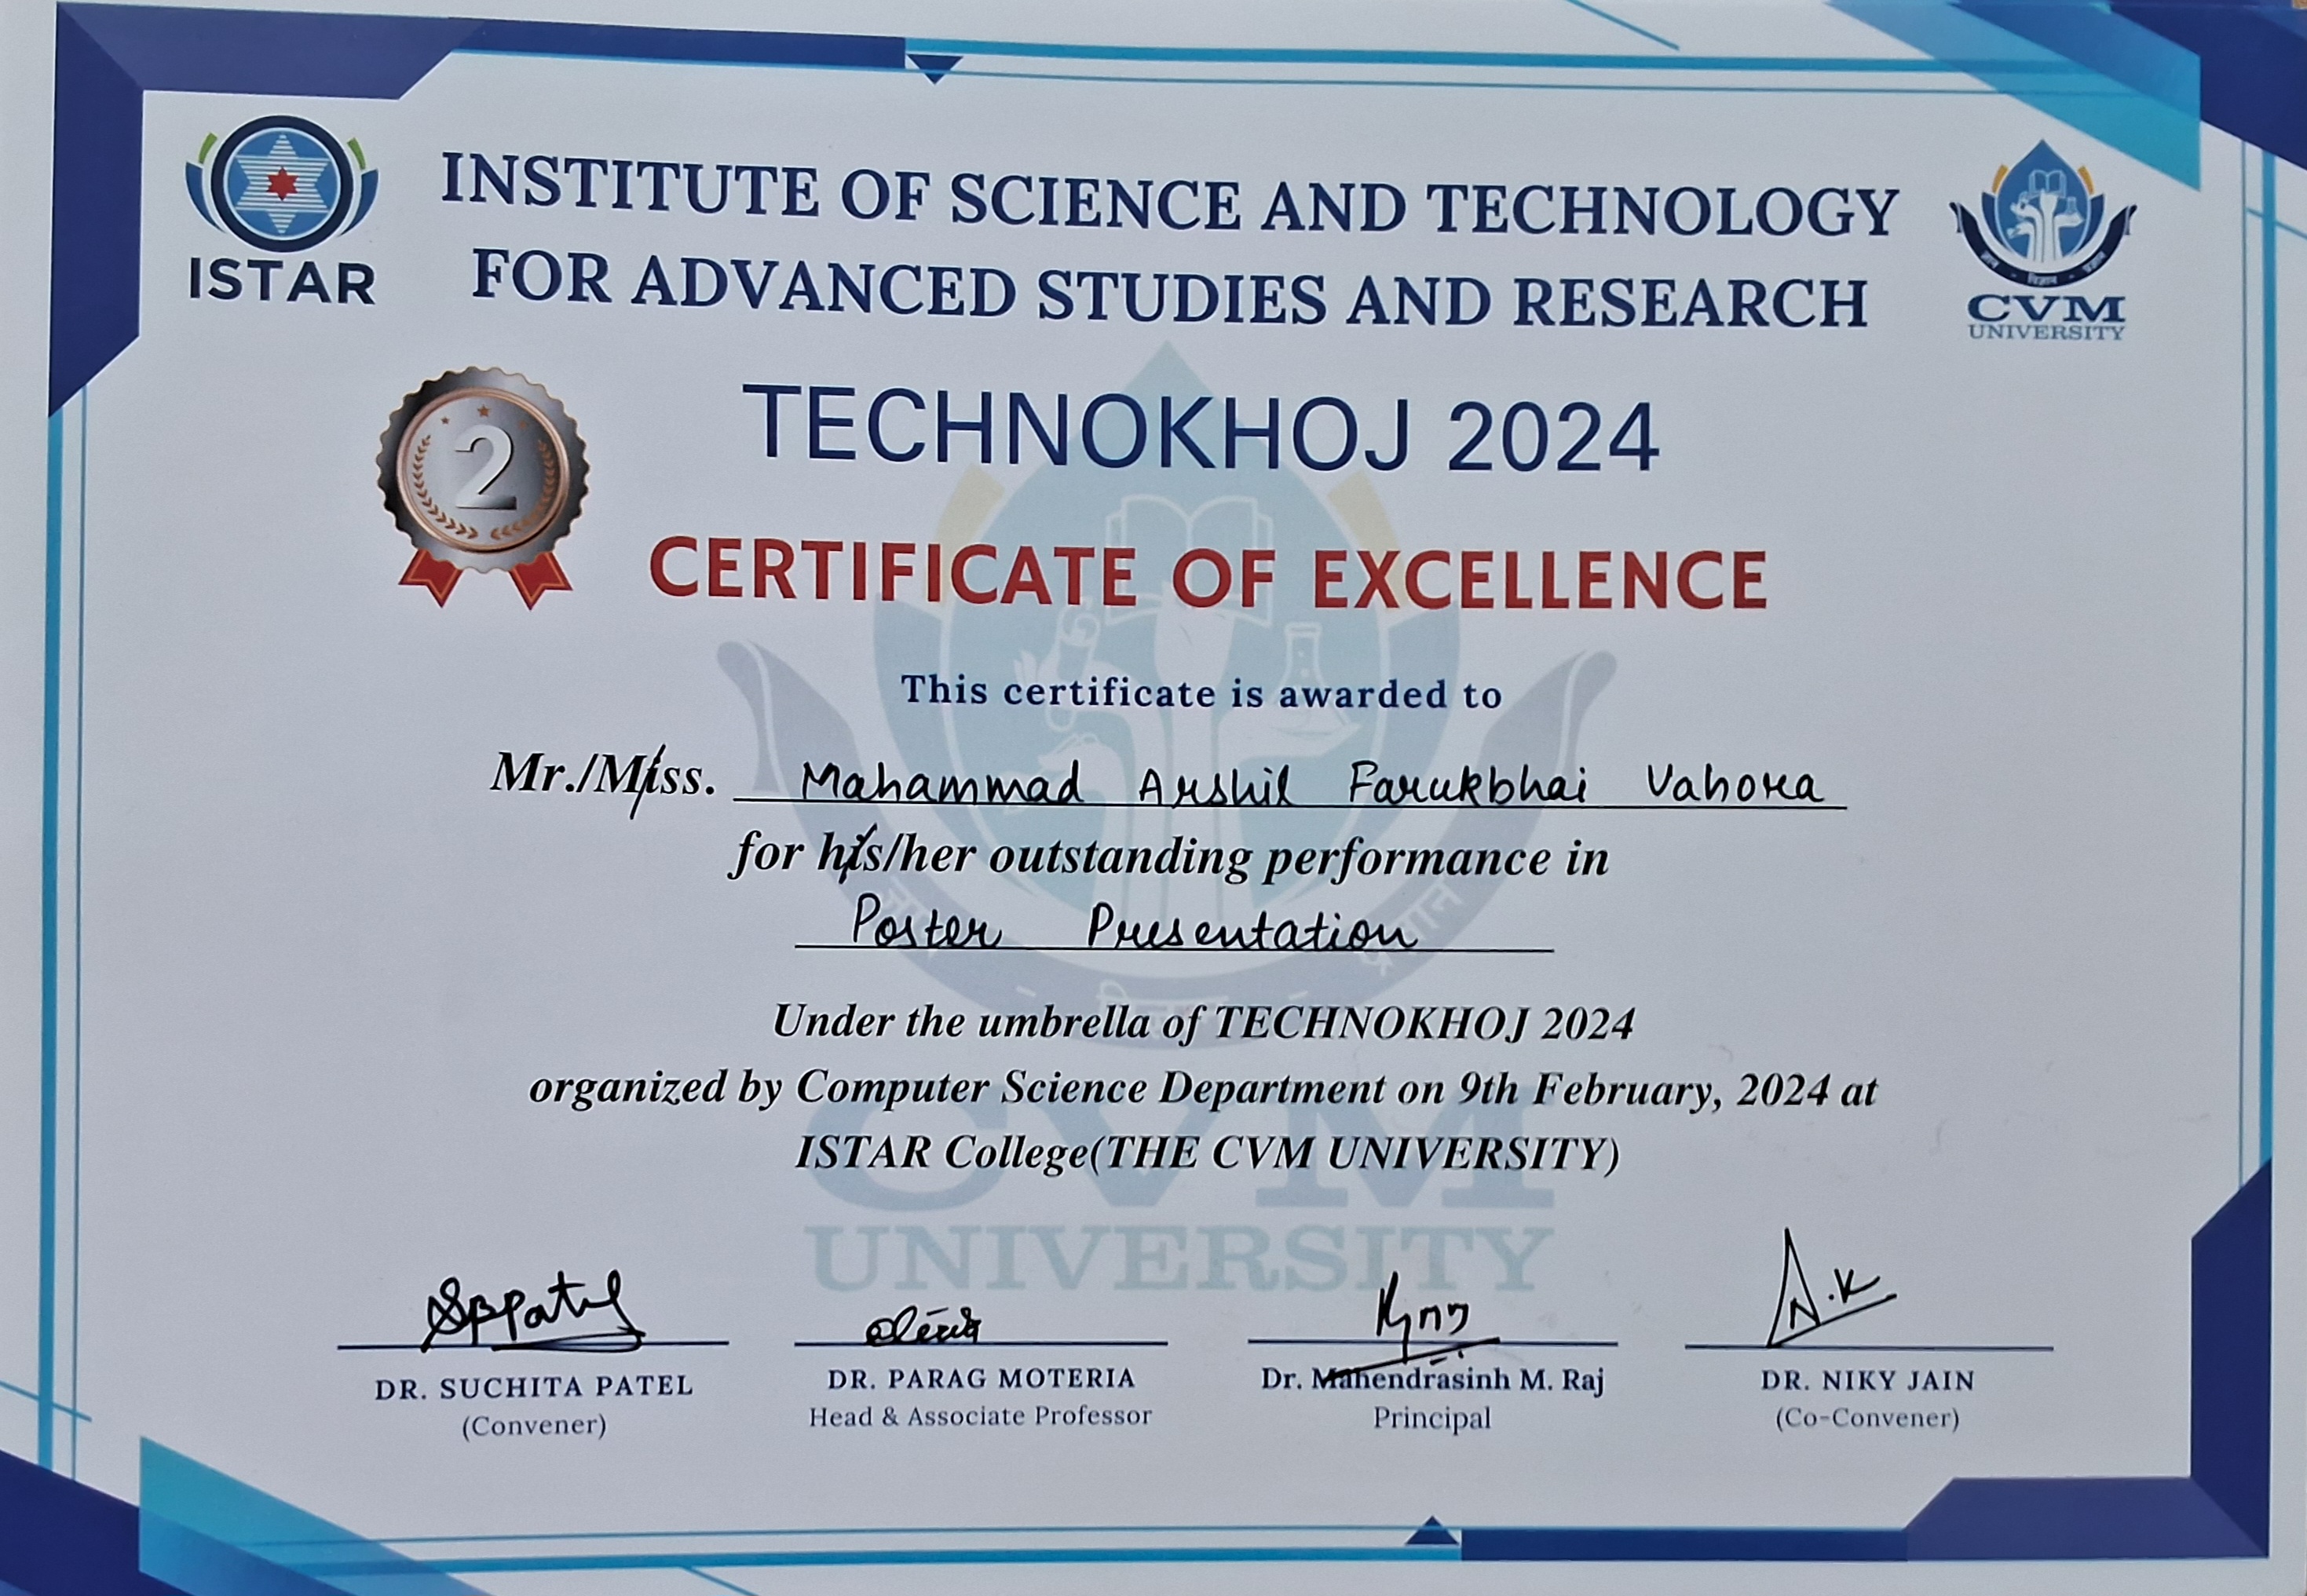 ISTAR
INSTITUTE OF SCIENCE AND TECHNOLOGY
FOR ADVANCED STUDIES AND RESEARCH
ज्ञान - विज्ञान - प्रज्ञान
CVM
UNIVERSITY
2
TECHNOKHOJ 2024
CERTIFICATE OF EXCELLENCE
This certificate is awarded to
Mr./Miss. Mahammad Arshil Farukbhai Vahora
for his/her outstanding performance in
Poster Presentation
Under the umbrella of TECHNOKHOJ 2024
organized by Computer Science Department on 9th February, 2024 at
ISTAR College(THE CVM UNIVERSITY)
CVM
UNIVERSITY
SPPatel
N.K
DR. SUCHITA PATEL
(Convener)
DR. PARAG MOTERIA
Head & Associate Professor
Dr. Mahendrasinh M. Raj
Principal
DR. NIKY JAIN
(Co-Convener)